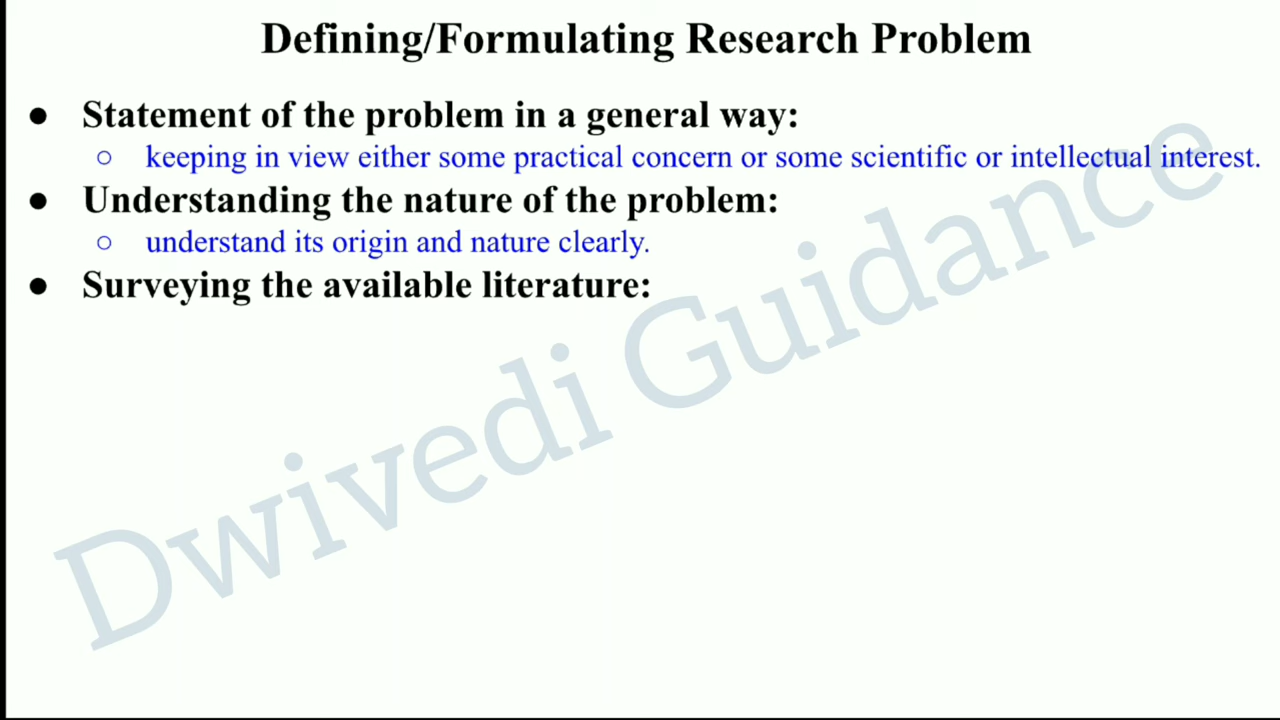 Defining/Formulating Research Problem
● Statement of the problem in a general way:
○ keeping in view either some practical concern or some scientific or intellectual interest.
● Understanding the nature of the problem:
○ understand its origin and nature clearly.
● Surveying the available literature:
Dwivedi Guidance